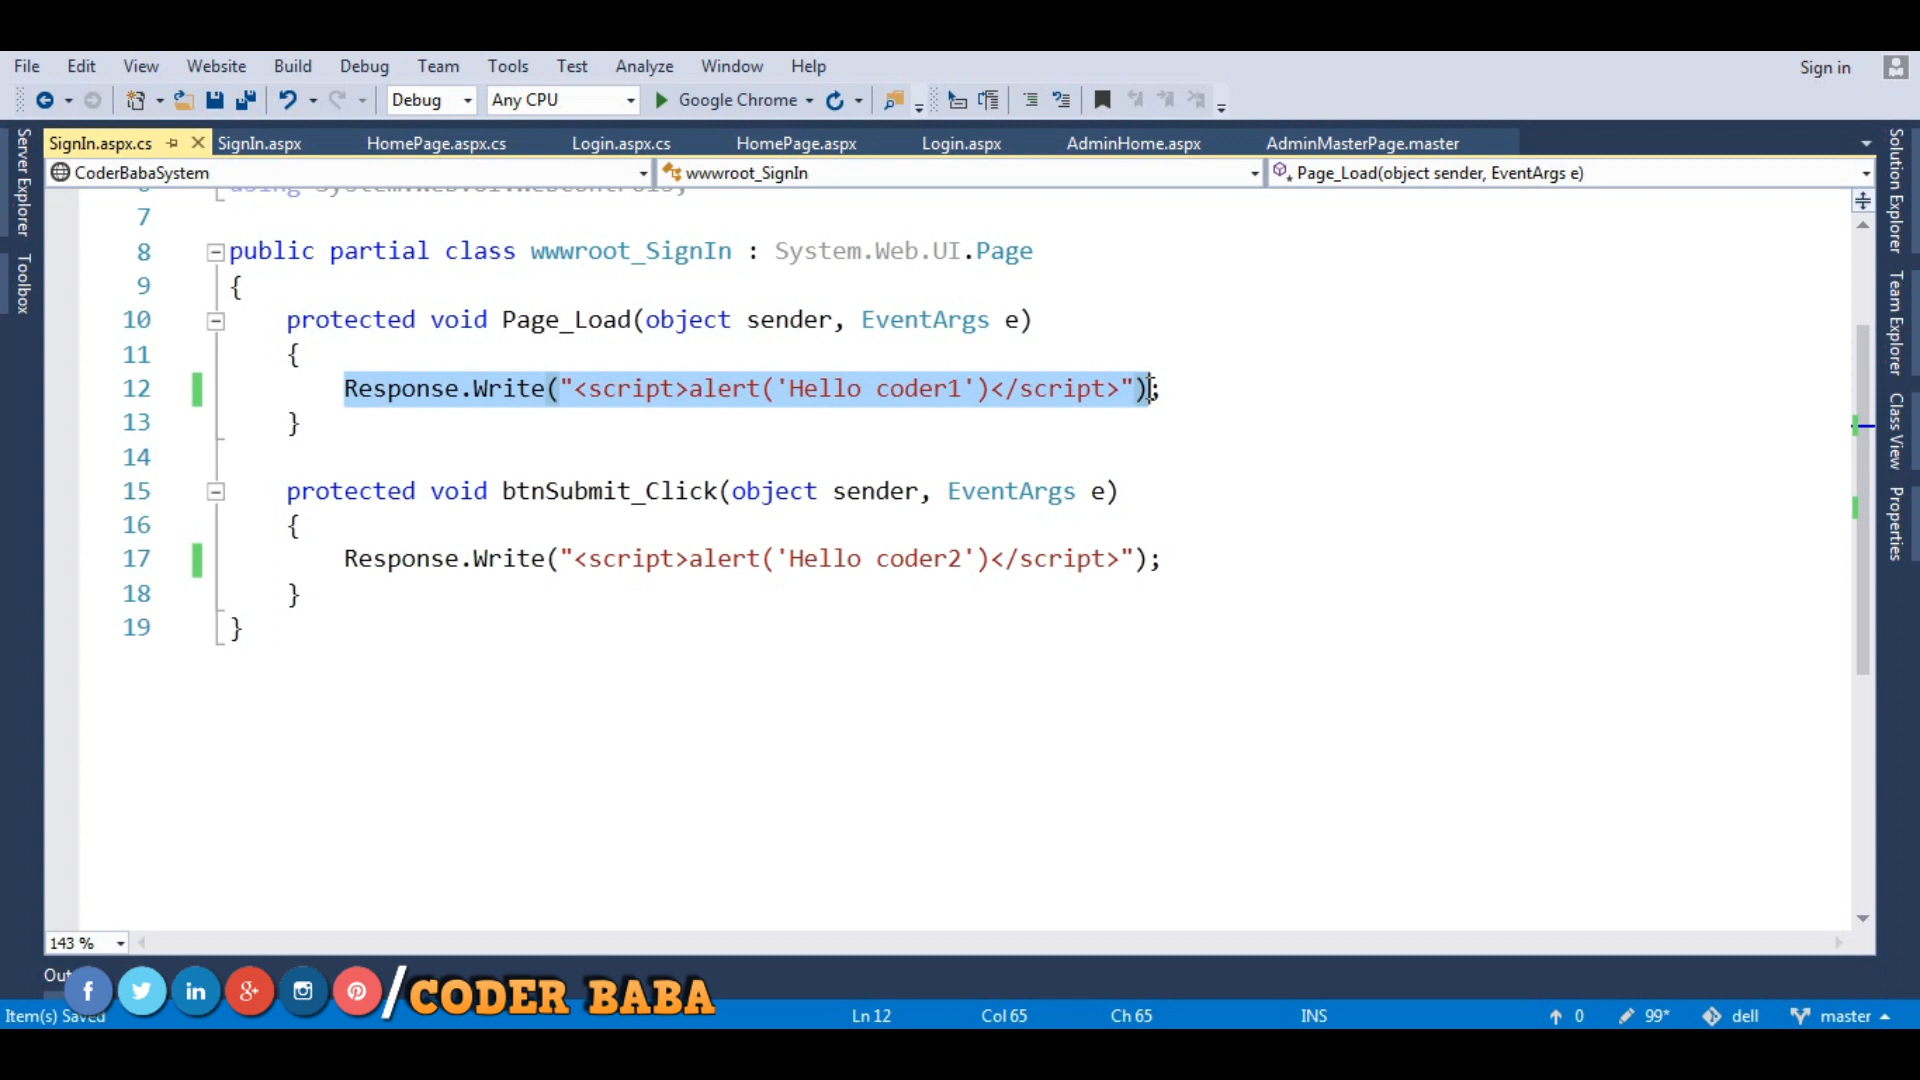 File Edit View Website Build Debug Team Tools Test Analyze Window Help Sign in
Debug Any CPU Google Chrome
SignIn.aspx.cs SignIn.aspx HomePage.aspx.cs Login.aspx.cs HomePage.aspx Login.aspx AdminHome.aspx AdminMasterPage.master
CoderBabaSystem wwwroot_SignIn Page_Load(object sender, EventArgs e)
Server Explorer
Toolbox
Solution Explorer
Team Explorer
Class View
Properties
7
8 public partial class wwwroot_SignIn : System.Web.UI.Page
9 {
10 protected void Page_Load(object sender, EventArgs e)
11 {
12 Response.Write("<script>alert('Hello coder1')</script>");
13 }
14
15 protected void btnSubmit_Click(object sender, EventArgs e)
16 {
17 Response.Write("<script>alert('Hello coder2')</script>");
18 }
19 }
143 %
f in g+ /CODER BABA
Item(s) Saved Ln 12 Col 65 Ch 65 INS 0 99* dell master